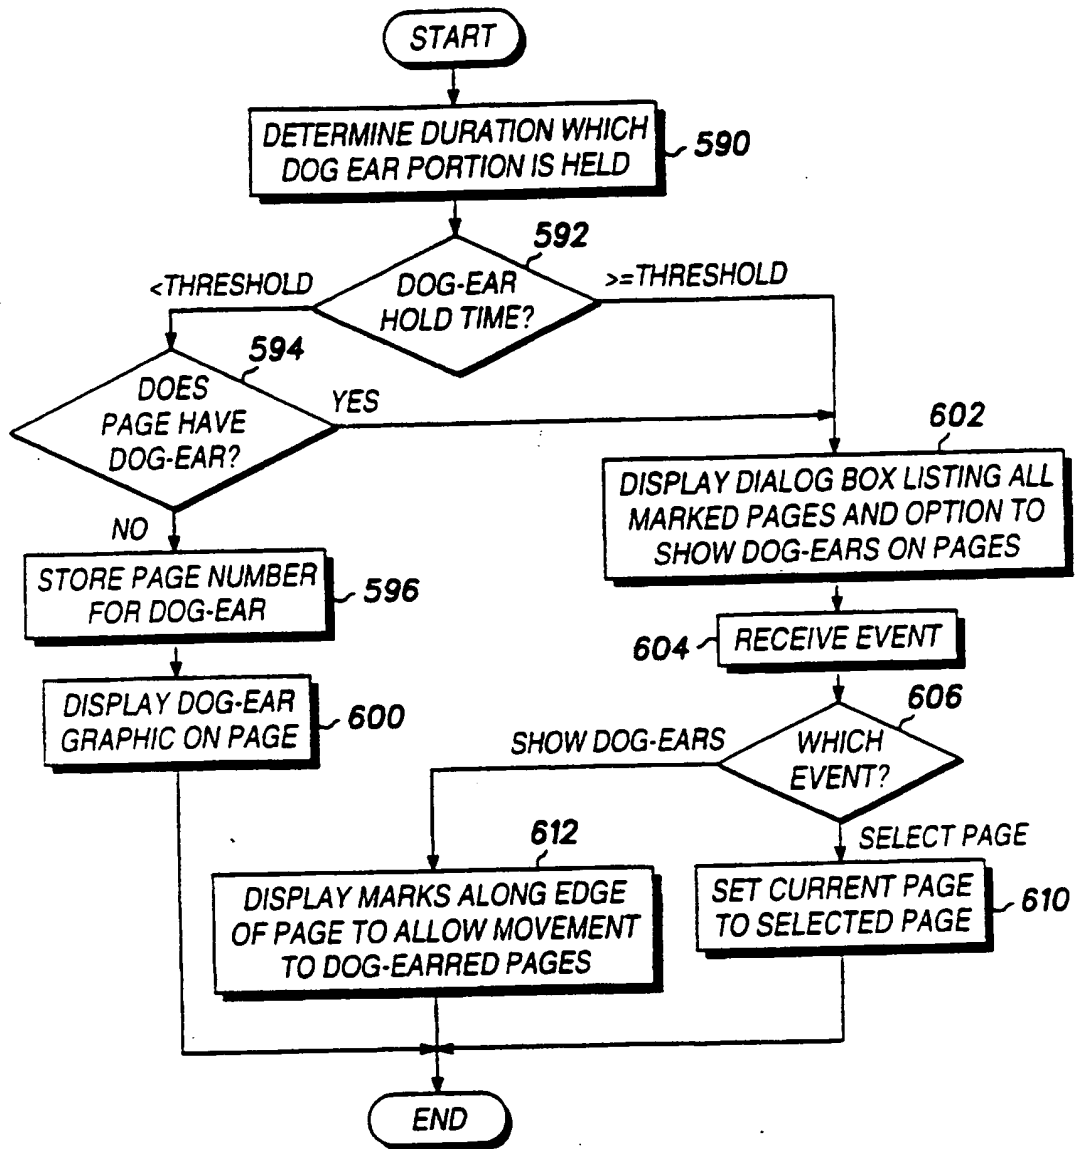 START
DETERMINE DURATION WHICH
DOG EAR PORTION IS HELD
590
592
<THRESHOLD
DOG-EAR
HOLD TIME?
>=THRESHOLD
594
DOES
PAGE HAVE
DOG-EAR?
YES
NO
STORE PAGE NUMBER
FOR DOG-EAR
596
DISPLAY DOG-EAR
GRAPHIC ON PAGE
600
602
DISPLAY DIALOG BOX LISTING ALL
MARKED PAGES AND OPTION TO
SHOW DOG-EARS ON PAGES
604
RECEIVE EVENT
606
SHOW DOG-EARS
WHICH
EVENT?
SELECT PAGE
612
DISPLAY MARKS ALONG EDGE
OF PAGE TO ALLOW MOVEMENT
TO DOG-EARRED PAGES
SET CURRENT PAGE
TO SELECTED PAGE
610
END